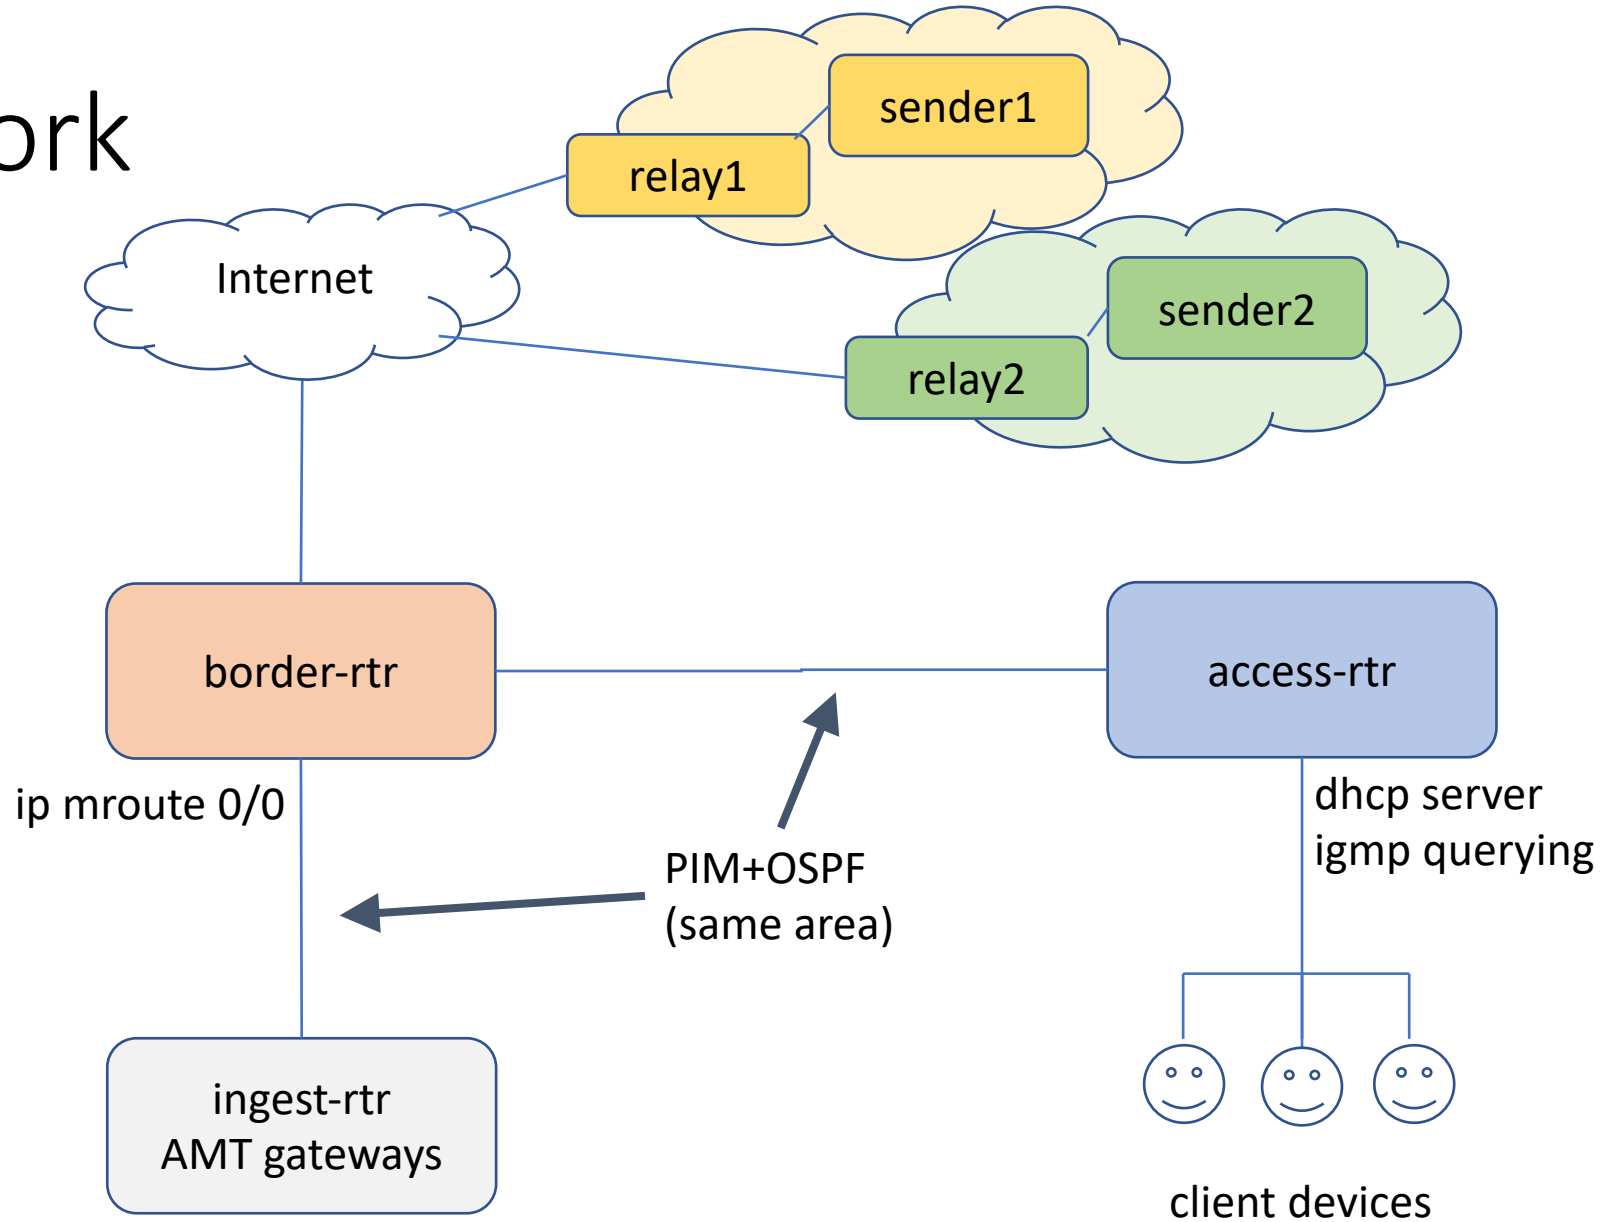 ork
sender1
relay1
Internet
sender2
relay2
border-rtr
access-rtr
ip mroute 0/0
dhcp server
igmp querying
PIM+OSPF
(same area)
ingest-rtr
AMT gateways
client devices